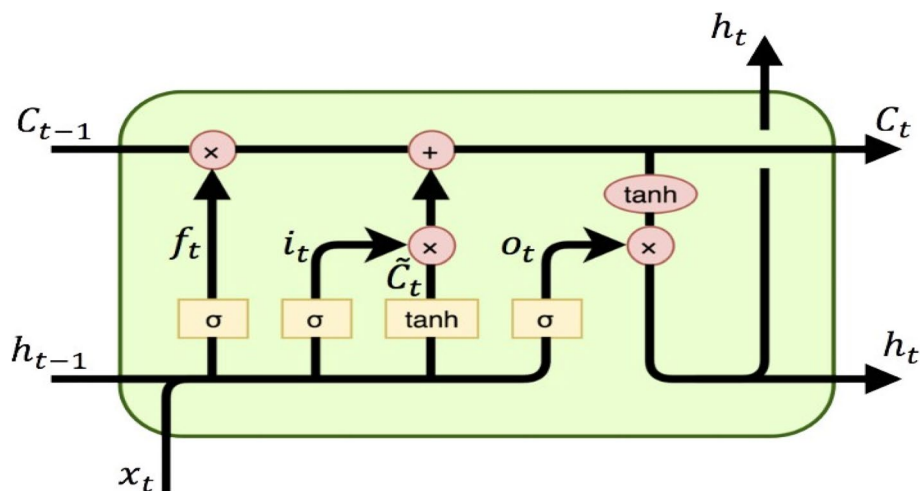 h_t
C_{t-1}
C_t
×
+
tanh
f_t
i_t
×
o_t
×
C̃_t
σ
σ
tanh
σ
h_{t-1}
h_t
x_t